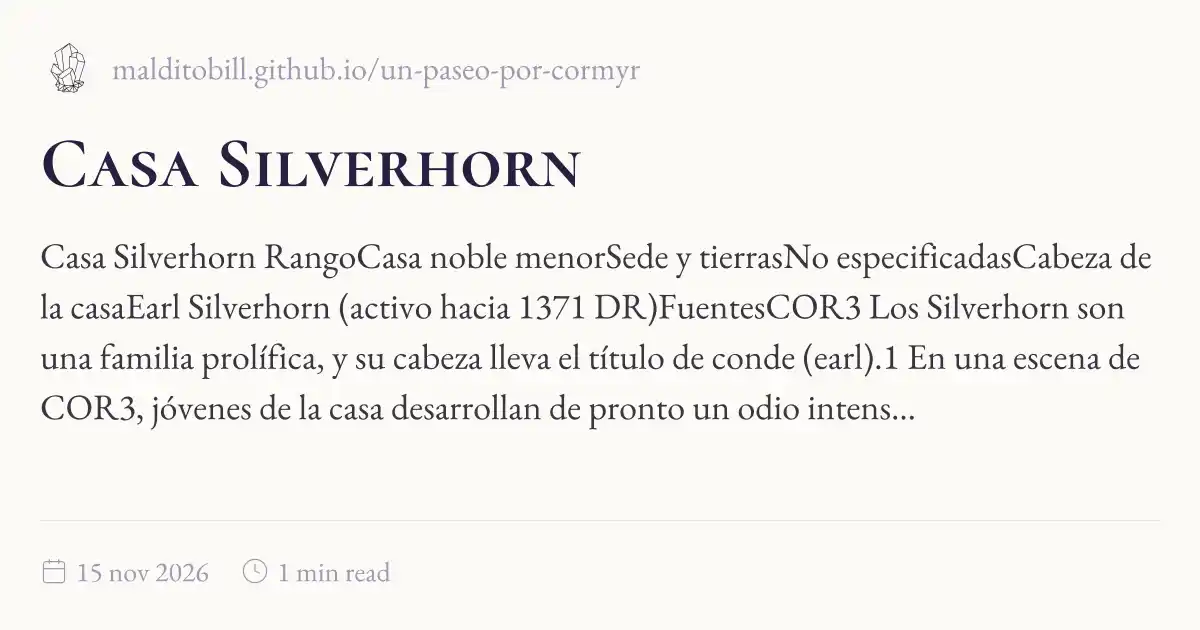 malditobill.github.io/un-paseo-por-cormyr
Casa Silverhorn
Casa Silverhorn RangoCasa noble menorSede y tierrasNo especificadasCabeza de
la casaEarl Silverhorn (activo hacia 1371 DR)FuentesCOR3 Los Silverhorn son
una familia prolífica, y su cabeza lleva el título de conde (earl).1 En una escena de
COR3, jóvenes de la casa desarrollan de pronto un odio intens...
15 nov 2026 1 min read